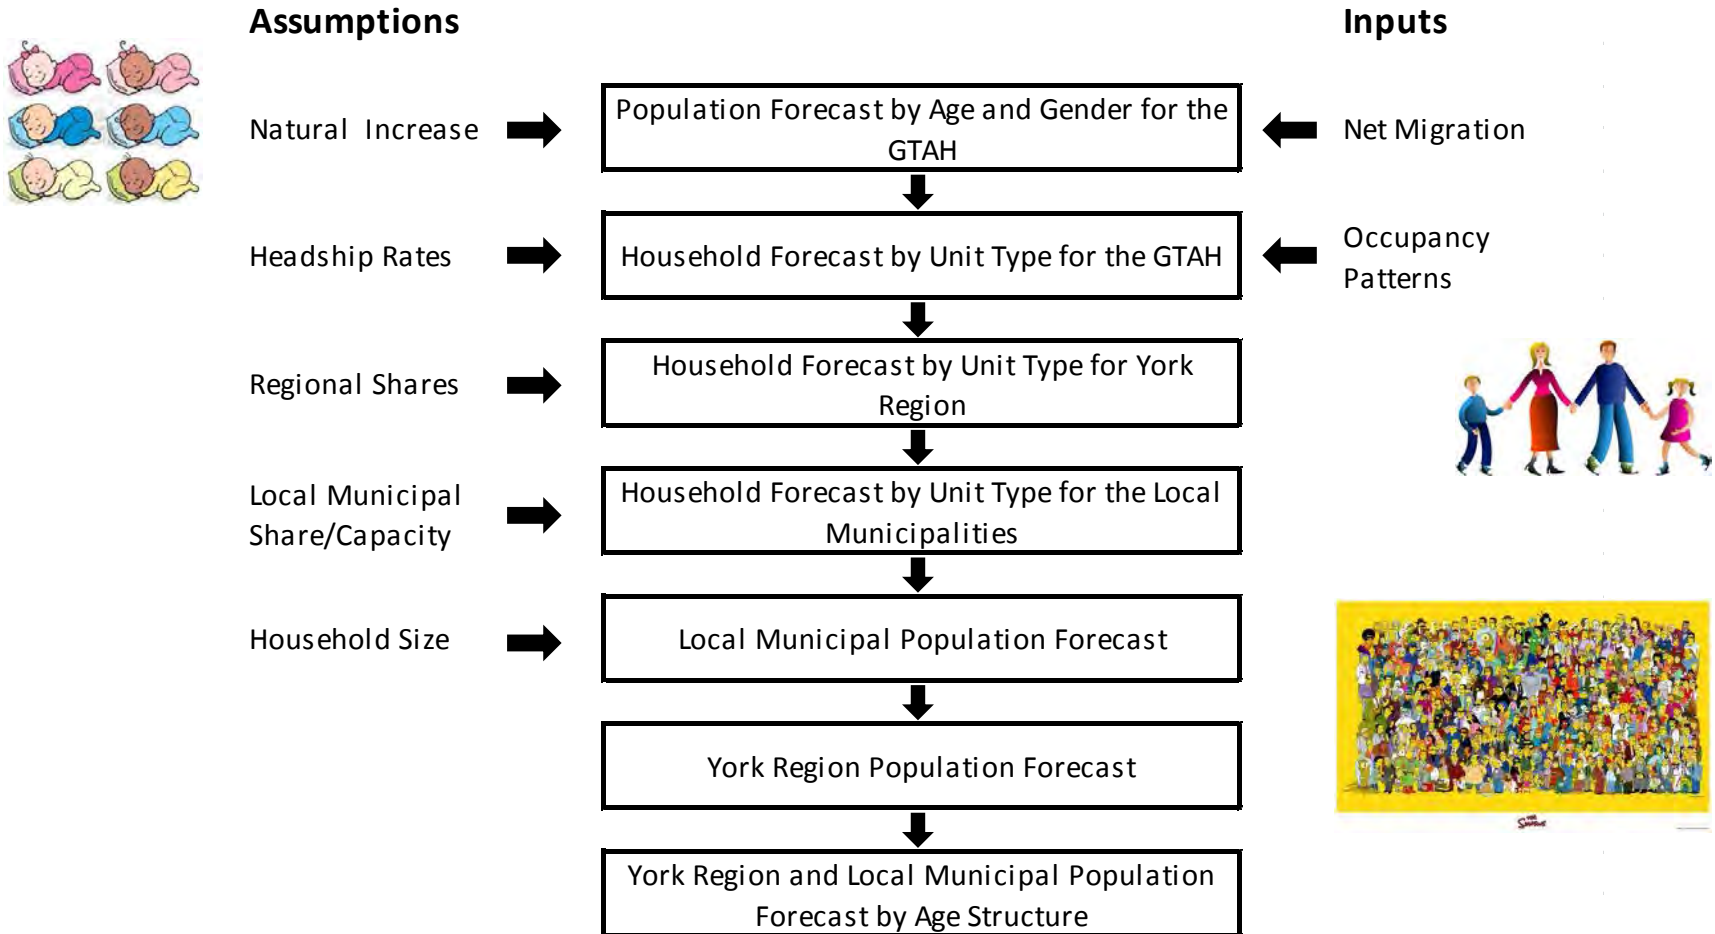 Assumptions
Inputs
Natural Increase
Population Forecast by Age and Gender for the
GTAH
Net Migration
Headship Rates
Household Forecast by Unit Type for the GTAH
Occupancy
Patterns
Regional Shares
Household Forecast by Unit Type for York
Region
Local Municipal
Share/Capacity
Household Forecast by Unit Type for the Local
Municipalities
Household Size
Local Municipal Population Forecast
York Region Population Forecast
THE
Simpsons
York Region and Local Municipal Population
Forecast by Age Structure